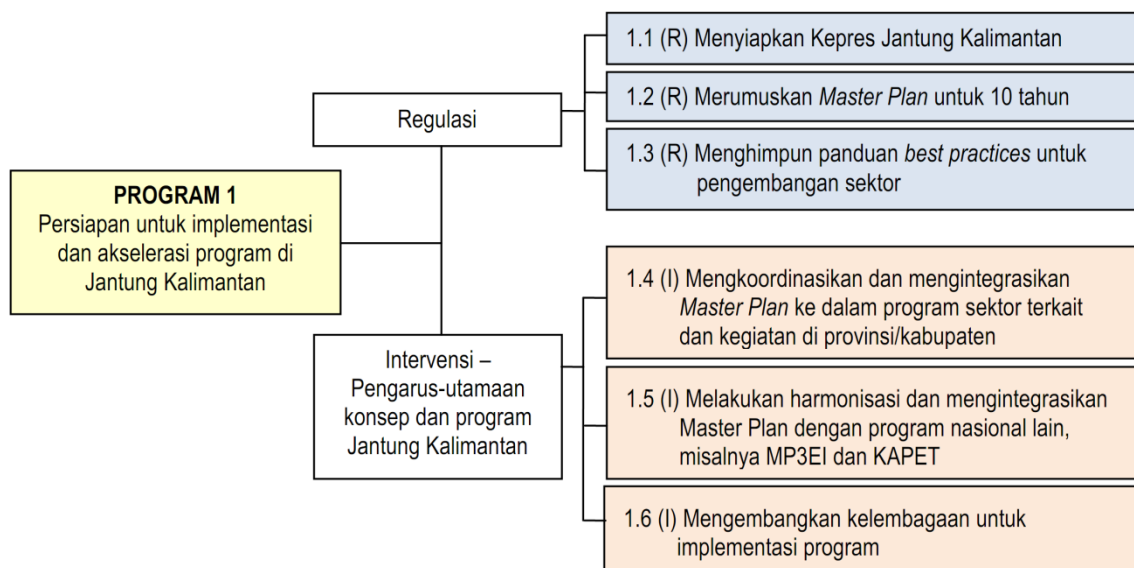 PROGRAM 1
Persiapan untuk implementasi
dan akselerasi program di
Jantung Kalimantan
Regulasi
1.1 (R) Menyiapkan Kepres Jantung Kalimantan
1.2 (R) Merumuskan Master Plan untuk 10 tahun
1.3 (R) Menghimpun panduan best practices untuk
pengembangan sektor
Intervensi –
Pengarus-utamaan
konsep dan program
Jantung Kalimantan
1.4 (I) Mengkoordinasikan dan mengintegrasikan
Master Plan ke dalam program sektor terkait
dan kegiatan di provinsi/kabupaten
1.5 (I) Melakukan harmonisasi dan mengintegrasikan
Master Plan dengan program nasional lain,
misalnya MP3EI dan KAPET
1.6 (I) Mengembangkan kelembagaan untuk
implementasi program